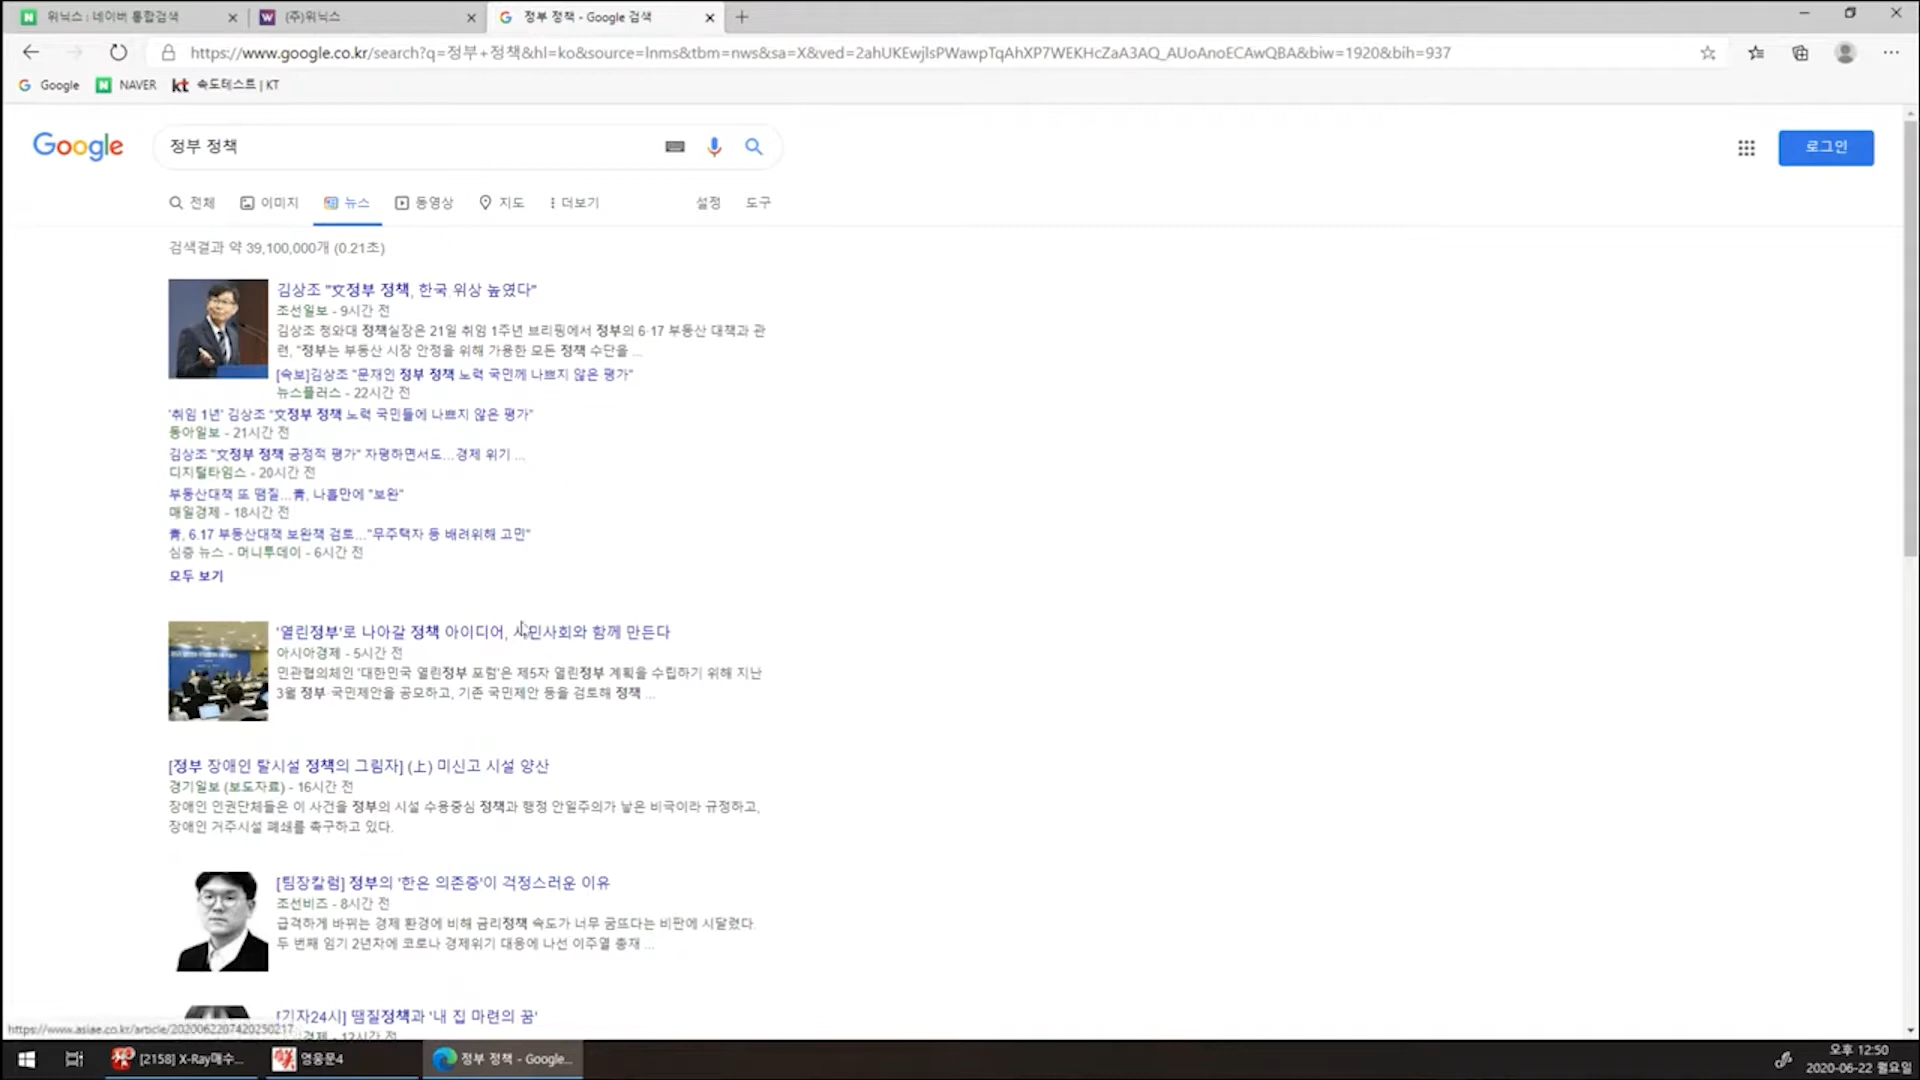 위닉스 : 네이버 통합검색
(주)위닉스
정부 정책 - Google 검색
https://www.google.co.kr/search?q=정부+정책&hl=ko&source=lnms&tbm=nws&sa=X&ved=2ahUKEwjlsPWawpTqAhXP7WEKHcZaA3AQ_AUoAnoECAwQBA&biw=1920&bih=937
Google
NAVER
kt 속도테스트 | KT
Google
정부 정책
로그인
전체
이미지
뉴스
동영상
지도
더보기
설정
도구
검색결과 약 39,100,000개 (0.21초)
김상조 "文정부 정책, 한국 위상 높였다"
조선일보 - 9시간 전
김상조 청와대 정책실장은 21일 취임 1주년 브리핑에서 정부의 6·17 부동산 대책과 관
련, "정부는 부동산 시장 안정을 위해 가용한 모든 정책 수단을 ...
[속보]김상조 "문재인 정부 정책 노력 국민께 나쁘지 않은 평가"
뉴스플러스 - 22시간 전
'취임 1년' 김상조 "文정부 정책 노력 국민들에 나쁘지 않은 평가"
동아일보 - 21시간 전
김상조 "文정부 정책 긍정적 평가" 자평하면서도...경제 위기 ...
디지털타임스 - 20시간 전
부동산대책 또 땜질...靑, 나흘만에 "보완"
매일경제 - 18시간 전
靑, 6.17 부동산대책 보완책 검토..."무주택자 등 배려위해 고민"
심층 뉴스 - 머니투데이 - 6시간 전
모두 보기
'열린정부'로 나아갈 정책 아이디어, 시민사회와 함께 만든다
아시아경제 - 5시간 전
민관협의체인 '대한민국 열린정부 포럼'은 제5차 열린정부 계획을 수립하기 위해 지난
3월 정부 국민제안을 공모하고, 기존 국민제안 등을 검토해 정책 ...
[정부 장애인 탈시설 정책의 그림자] (上) 미신고 시설 양산
경기일보 (보도자료) - 16시간 전
장애인 인권단체들은 이 사건을 정부의 시설 수용중심 정책과 행정 안일주의가 낳은 비극이라 규정하고,
장애인 거주시설 폐쇄를 촉구하고 있다.
[팀장칼럼] 정부의 '한은 의존증'이 걱정스러운 이유
조선비즈 - 8시간 전
급격하게 바뀌는 경제 환경에 비해 금리정책 속도가 너무 굼뜨다는 비판에 시달렸다.
두 번째 임기 2년차에 코로나 경제위기 대응에 나선 이주열 총재 ...
[기자24시] 땜질정책과 '내 집 마련의 꿈'
경제 - 12시간 전
https://www.asiae.co.kr/article/2020062207420250217
[2158] X-Ray매수...
영웅문4
정부 정책 - Google...
오후 12:50
2020-06-22 월요일